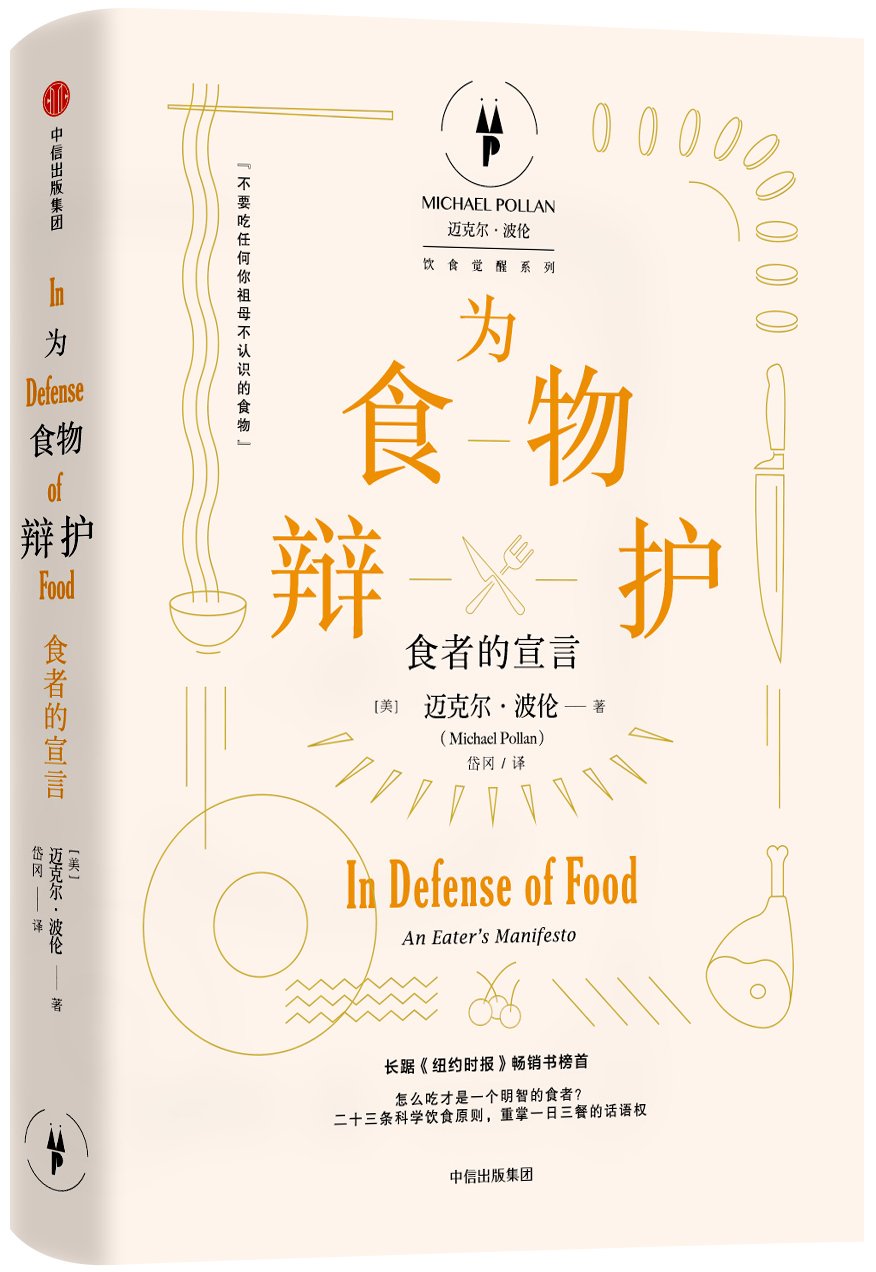 中信出版集团
In
为
Defense
食物
of
辩护
Food
食者的宣言
[美]
迈克尔·波伦——著
岱冈——译
MP
MICHAEL POLLAN
迈克尔·波伦
饮食觉醒系列
『不要吃任何你祖母不认识的食物』
为
食物
辩护
食者的宣言
[美] 迈克尔·波伦——著
（Michael Pollan）
岱冈 / 译
In Defense of Food
An Eater's Manifesto
长踞《纽约时报》畅销书榜首
怎么吃才是一个明智的食者？
二十三条科学饮食原则，重掌一日三餐的话语权
中信出版集团